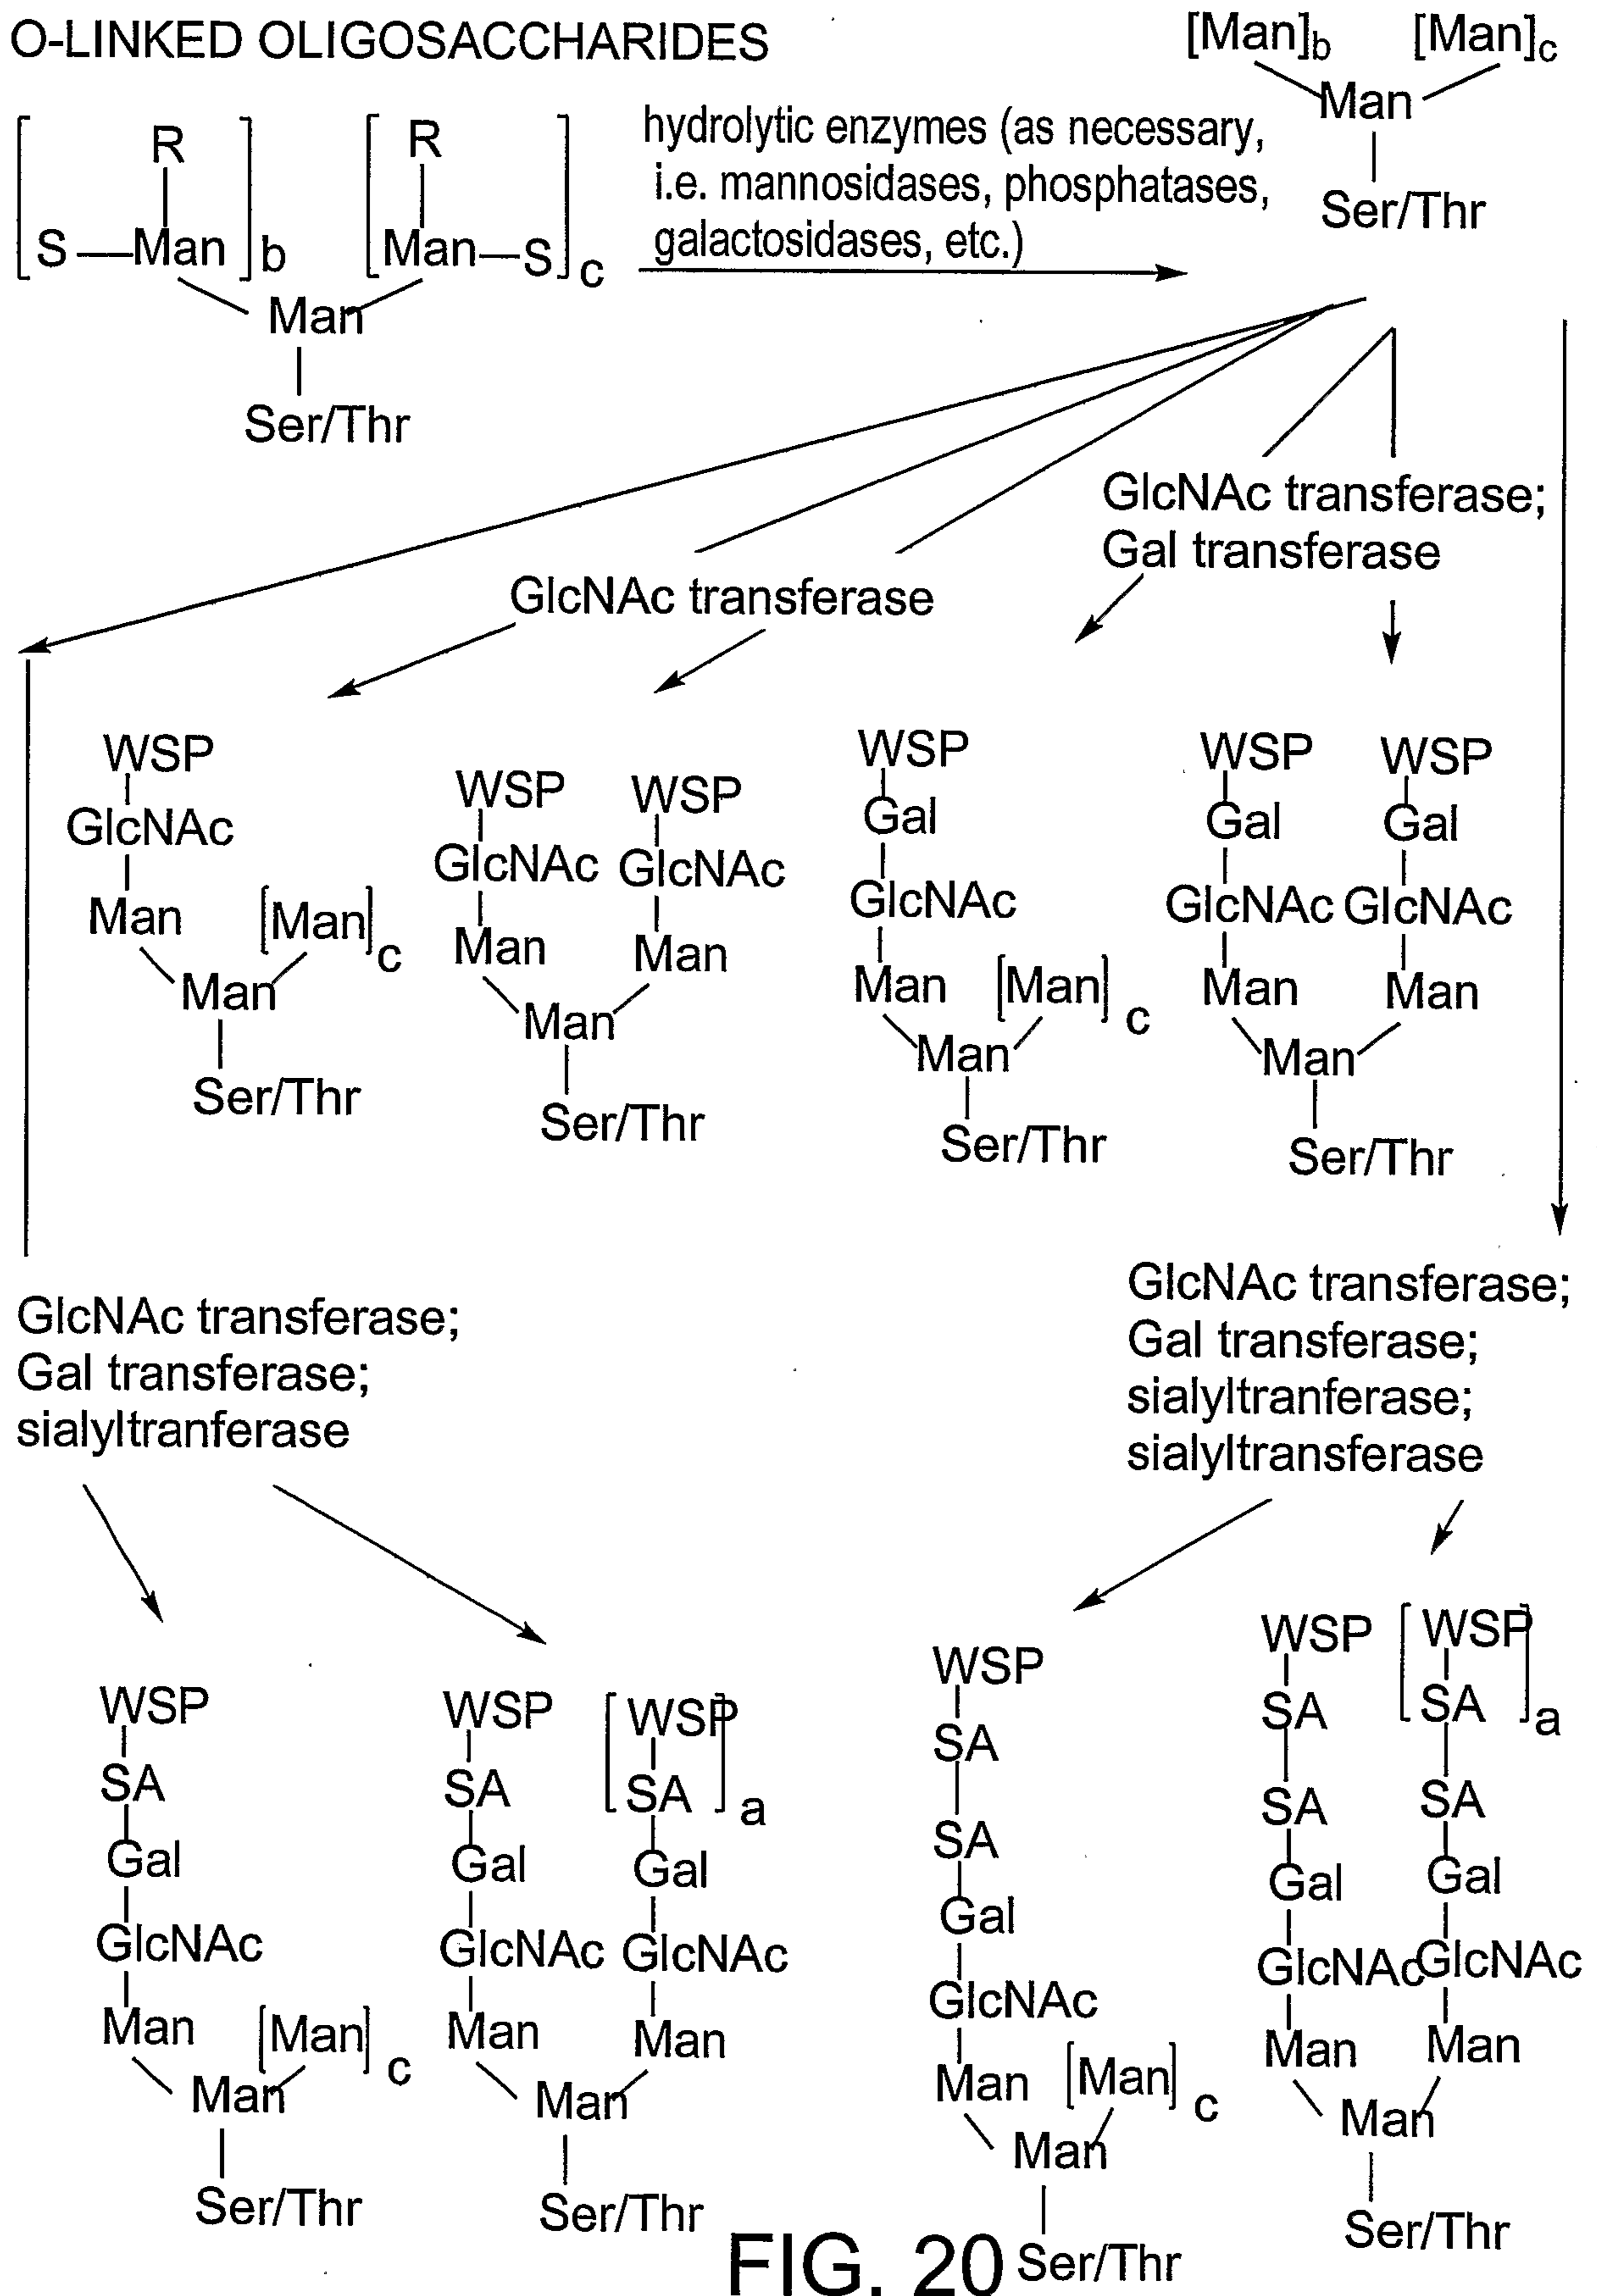 O-LINKED OLIGOSACCHARIDES
[Man]b [Man]c
Man
Ser/Thr
R R
[S—Man]b [Man—S]c
Man
Ser/Thr
hydrolytic enzymes (as necessary,
i.e. mannosidases, phosphatases,
galactosidases, etc.)
GlcNAc transferase;
Gal transferase
GlcNAc transferase
WSP
GlcNAc
Man [Man]c
Man
Ser/Thr
WSP WSP
GlcNAc GlcNAc
Man Man
Man
Ser/Thr
WSP
Gal
GlcNAc
Man [Man]c
Man
Ser/Thr
WSP WSP
Gal Gal
GlcNAc GlcNAc
Man Man
Man
Ser/Thr
GlcNAc transferase;
Gal transferase;
sialyltranferase
GlcNAc transferase;
Gal transferase;
sialyltranferase;
sialyltransferase
WSP
SA
Gal
GlcNAc
Man [Man]c
Man
Ser/Thr
WSP [WSP
SA SA]a
Gal Gal
GlcNAc GlcNAc
Man Man
Man
Ser/Thr
WSP
SA
SA
Gal
GlcNAc
Man [Man]c
Man
Ser/Thr
WSP [WSP
SA SA]a
SA SA
Gal Gal
GlcNAc GlcNAc
Man Man
Man
Ser/Thr
FIG. 20